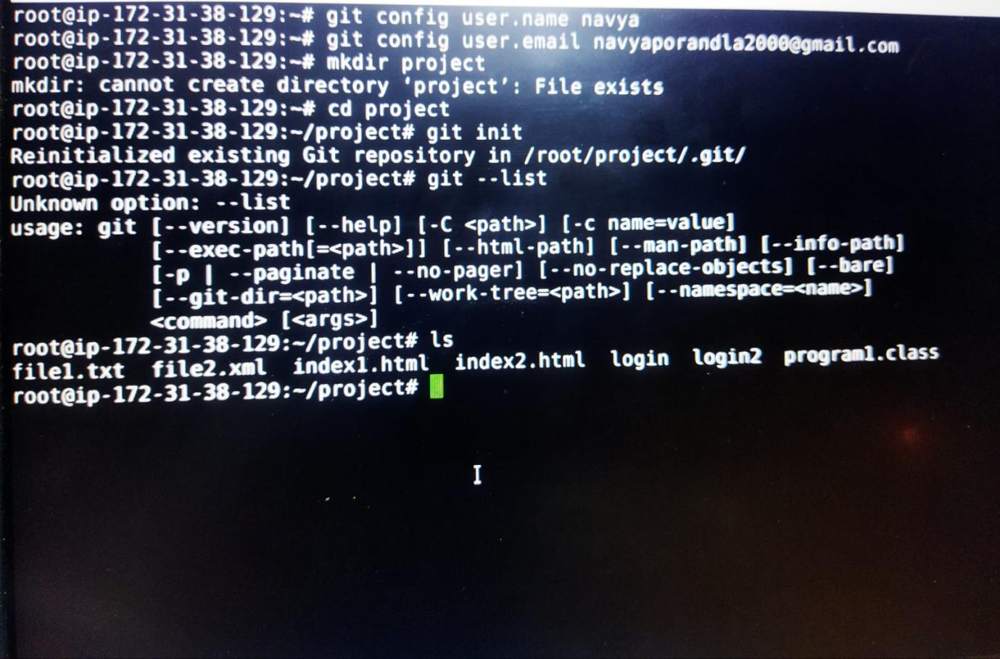 root@ip-172-31-38-129:~# git config user.name navya
root@ip-172-31-38-129:~# git config user.email navyaporandla2000@gmail.com
root@ip-172-31-38-129:~# mkdir project
mkdir: cannot create directory ‘project’: File exists
root@ip-172-31-38-129:~# cd project
root@ip-172-31-38-129:~/project# git init
Reinitialized existing Git repository in /root/project/.git/
root@ip-172-31-38-129:~/project# git --list
Unknown option: --list
usage: git [--version] [--help] [-C <path>] [-c name=value]
[--exec-path[=<path>]] [--html-path] [--man-path] [--info-path]
[-p | --paginate | --no-pager] [--no-replace-objects] [--bare]
[--git-dir=<path>] [--work-tree=<path>] [--namespace=<name>]
<command> [<args>]
root@ip-172-31-38-129:~/project# ls
file1.txt file2.xml index1.html index2.html login login2 program1.class
root@ip-172-31-38-129:~/project#